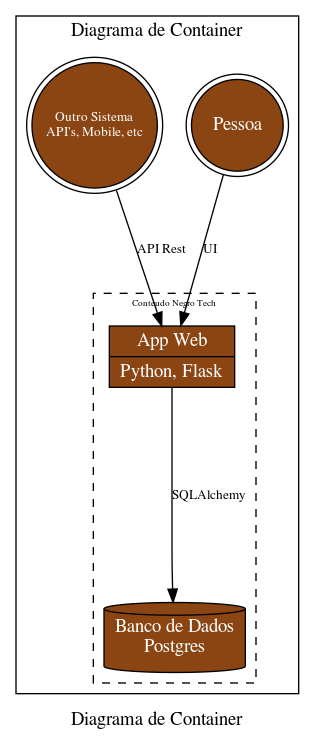 Diagrama de Container
Outro Sistema
API's, Mobile, etc
Pessoa
API Rest
UI
Conteudo Negro Tech
App Web
Python, Flask
SQLAlchemy
Banco de Dados
Postgres
Diagrama de Container